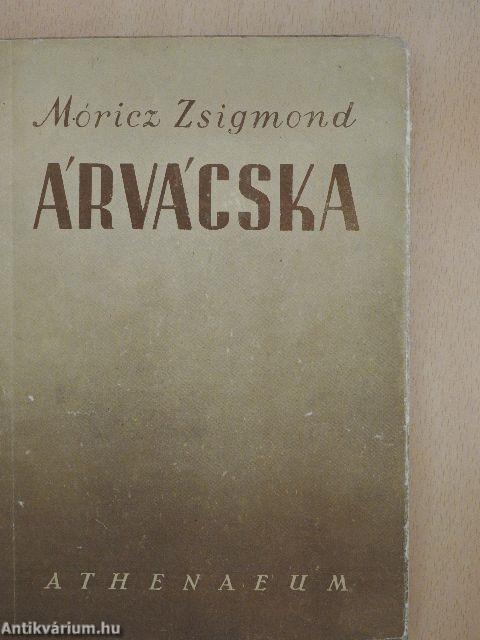 Móricz Zsigmond
ÁRVÁCSKA
ATHENAEUM
Antikvárium.hu